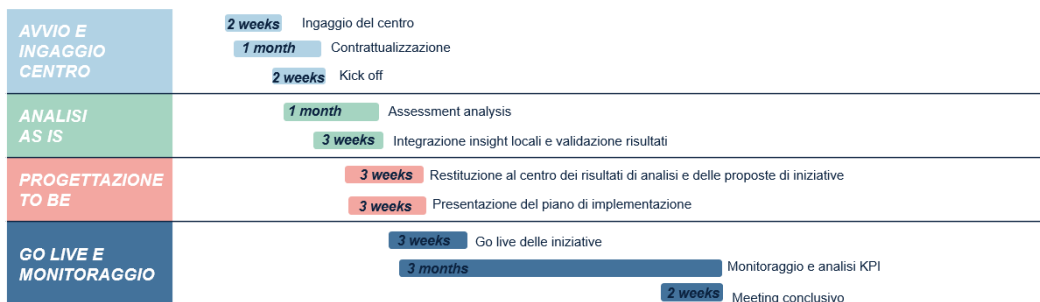 AVVIO E
INGAGGIO
CENTRO
2 weeks Ingaggio del centro
1 month Contrattualizzazione
2 weeks Kick off
ANALISI
AS IS
1 month Assessment analysis
3 weeks Integrazione insight locali e validazione risultati
PROGETTAZIONE
TO BE
3 weeks Restituzione al centro dei risultati di analisi e delle proposte di iniziative
3 weeks Presentazione del piano di implementazione
GO LIVE E
MONITORAGGIO
3 weeks Go live delle iniziative
3 months Monitoraggio e analisi KPI
2 weeks Meeting conclusivo